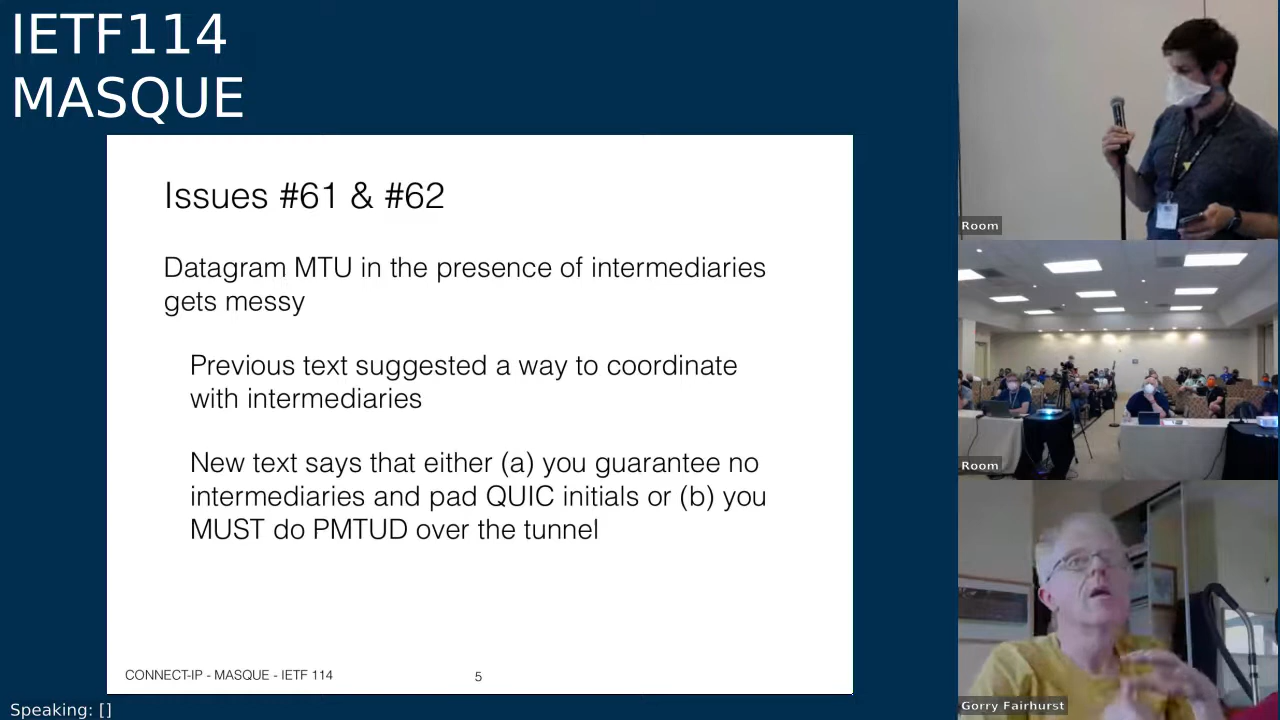 IETF114
MASQUE
Issues #61 & #62
Datagram MTU in the presence of intermediaries
gets messy
Previous text suggested a way to coordinate
with intermediaries
New text says that either (a) you guarantee no
intermediaries and pad QUIC initials or (b) you
MUST do PMTUD over the tunnel
CONNECT-IP - MASQUE - IETF 114
5
Speaking: []
Room
Room
Gorry Fairhurst